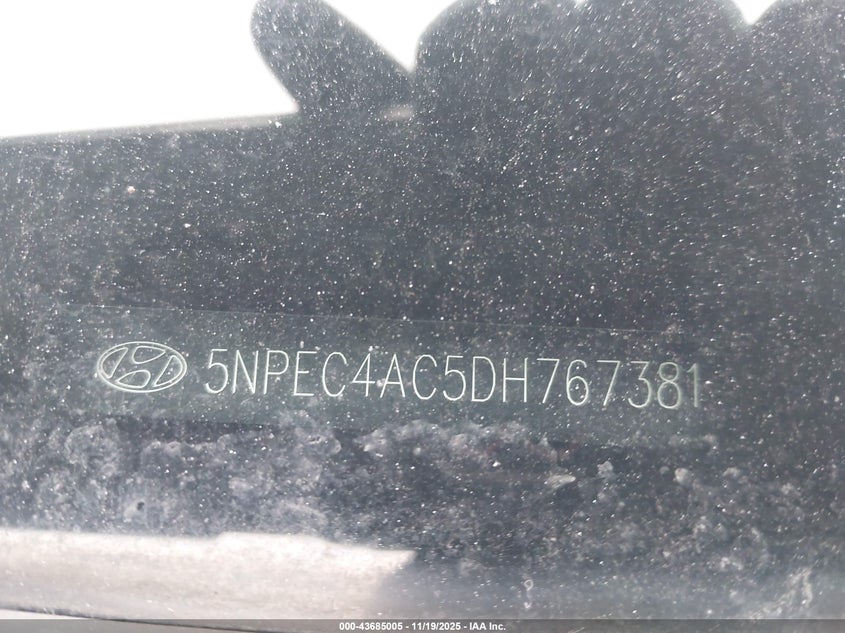 5NPEC4AC5DH767381
000-43685005 - 11/19/2025 - IAA Inc.